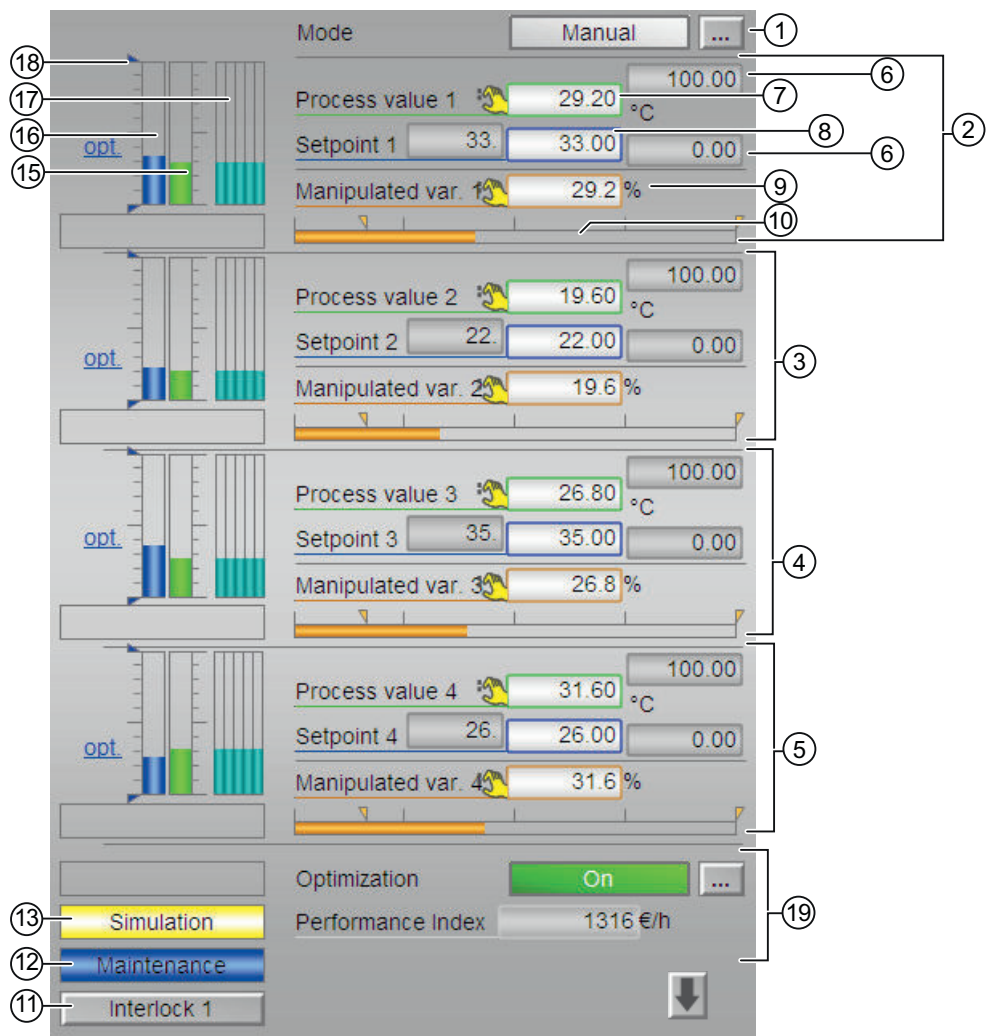 Mode Manual ... 1
18
100.00 6
17
Process value 1 29.20 °C 7
16
opt. Setpoint 1 33. 33.00 8 2
15
0.00 6
Manipulated var. 1 29.2 % 9
10
100.00
Process value 2 19.60 °C
opt. Setpoint 2 22. 22.00 0.00 3
Manipulated var. 2 19.6 %
100.00
Process value 3 26.80 °C
opt. Setpoint 3 35. 35.00 0.00 4
Manipulated var. 3 26.8 %
100.00
Process value 4 31.60 °C
opt. Setpoint 4 26. 26.00 0.00 5
Manipulated var. 4 31.6 %
Optimization On ...
13 Simulation Performance Index 1316 €/h 19
12 Maintenance
11 Interlock 1